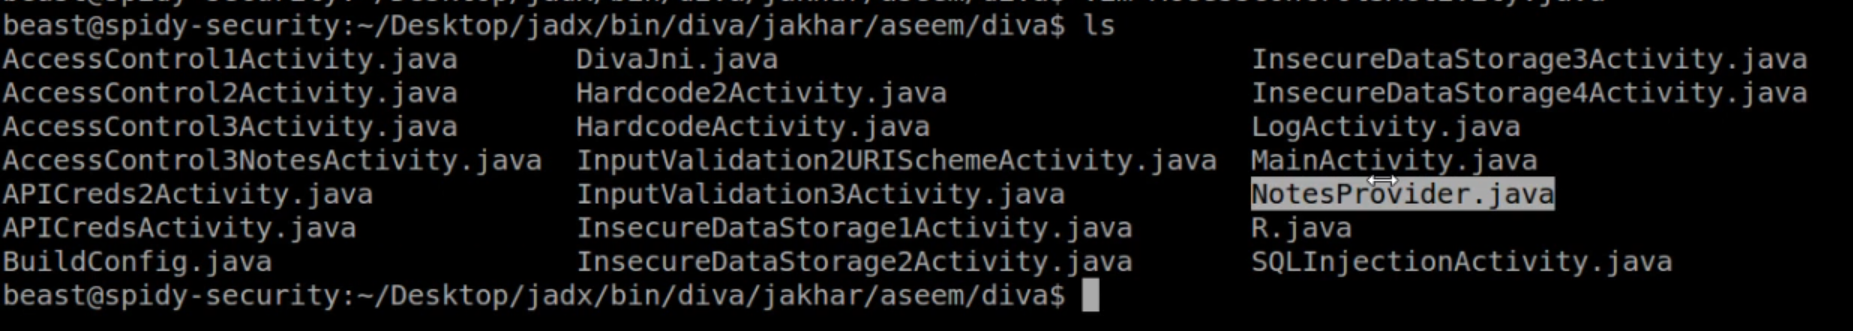 beast@spidy-security:~/Desktop/jadx/bin/diva/jakhar/aseem/diva$ ls
AccessControl1Activity.java DivaJni.java InsecureDataStorage3Activity.java
AccessControl2Activity.java Hardcode2Activity.java InsecureDataStorage4Activity.java
AccessControl3Activity.java HardcodeActivity.java LogActivity.java
AccessControl3NotesActivity.java InputValidation2URISchemeActivity.java MainActivity.java
APICreds2Activity.java InputValidation3Activity.java NotesProvider.java
APICredsActivity.java InsecureDataStorage1Activity.java R.java
BuildConfig.java InsecureDataStorage2Activity.java SQLInjectionActivity.java
beast@spidy-security:~/Desktop/jadx/bin/diva/jakhar/aseem/diva$